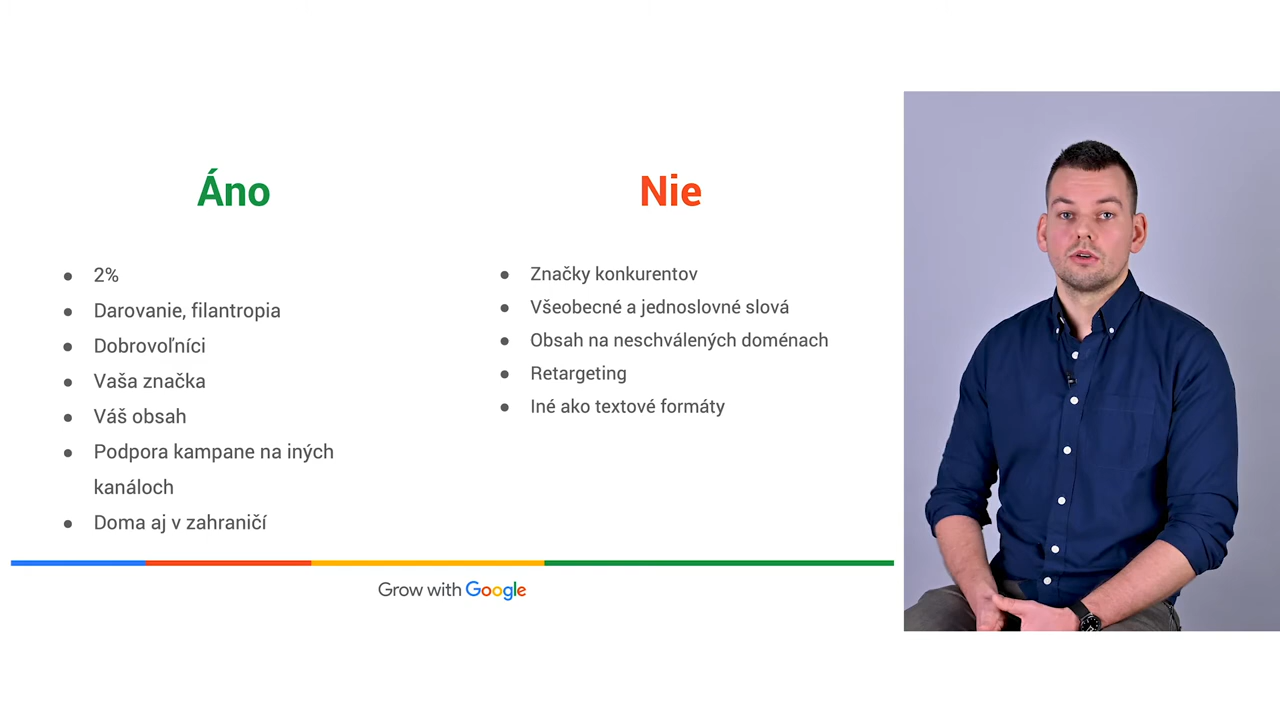 Áno
2%
Darovanie, filantropia
Dobrovoľníci
Vaša značka
Váš obsah
Podpora kampane na iných
kanáloch
Doma aj v zahraničí
Nie
Značky konkurentov
Všeobecné a jednoslovné slová
Obsah na neschválených doménach
Retargeting
Iné ako textové formáty
Grow with Google